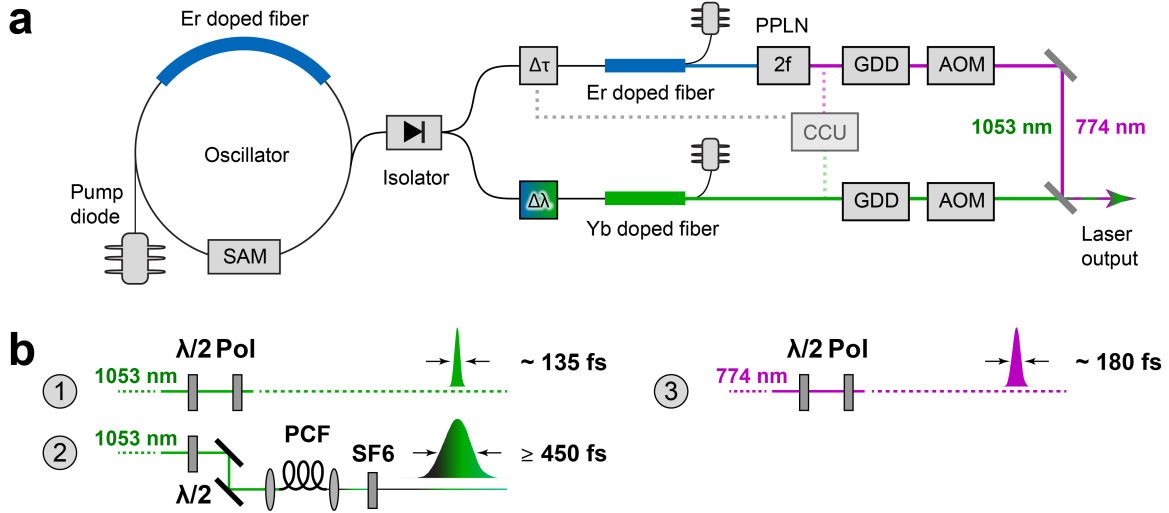 a
Er doped fiber
Oscillator
Pump
diode
SAM
Isolator
Δτ
Er doped fiber
PPLN
2f
GDD
AOM
CCU
1053 nm
774 nm
Δλ
Yb doped fiber
GDD
AOM
Laser
output
b
λ/2 Pol
1
1053 nm
~ 135 fs
2
1053 nm
λ/2
PCF
SF6
≥ 450 fs
λ/2 Pol
3
774 nm
~ 180 fs